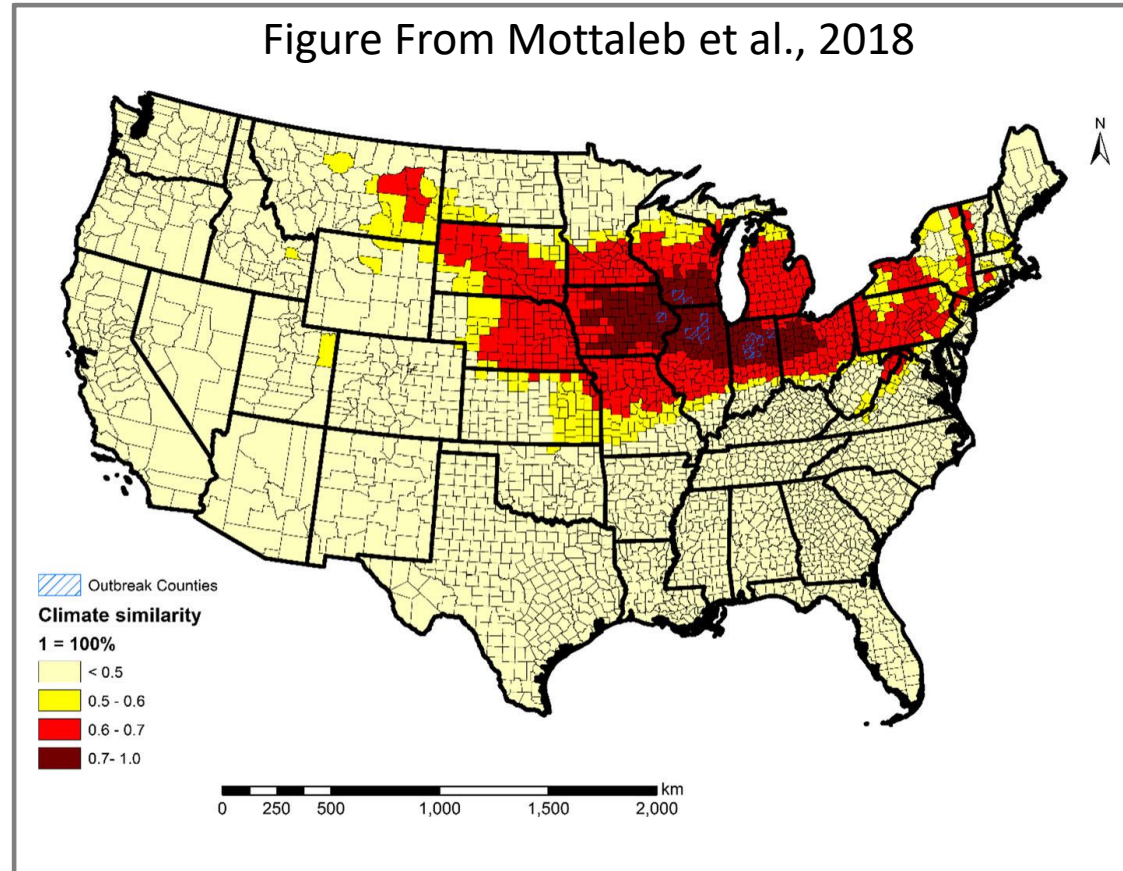 Figure From Mottaleb et al., 2018
N
Outbreak Counties
Climate similarity
1 = 100%
< 0.5
0.5 - 0.6
0.6 - 0.7
0.7- 1.0
km
0 250 500 1,000 1,500 2,000